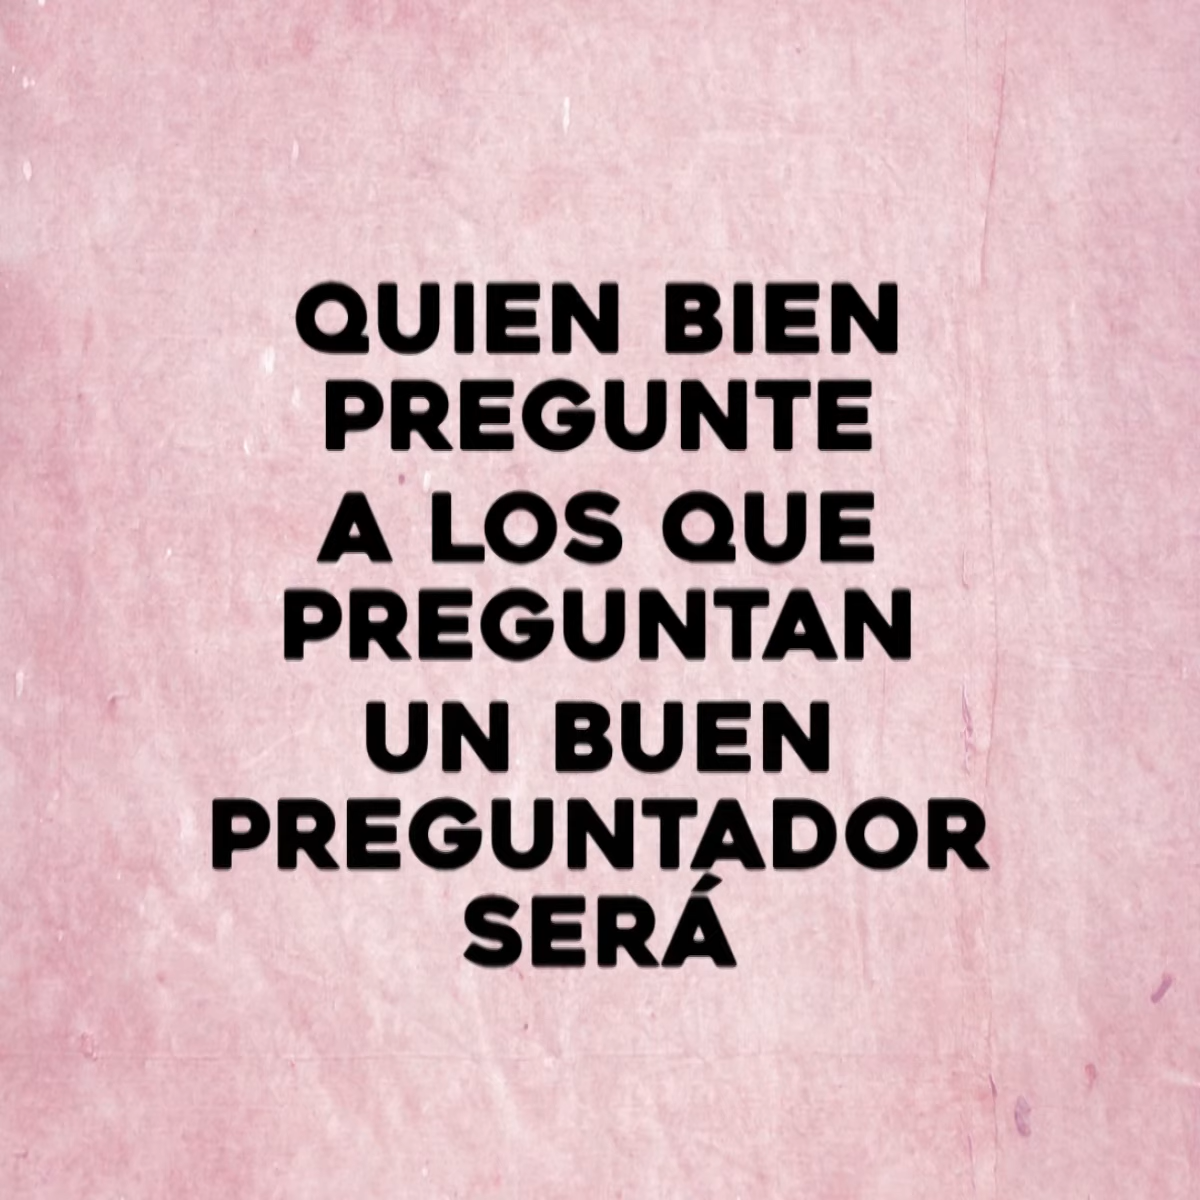 QUIEN BIEN
PREGUNTE
A LOS QUE
PREGUNTAN
UN BUEN
PREGUNTADOR
SERÁ